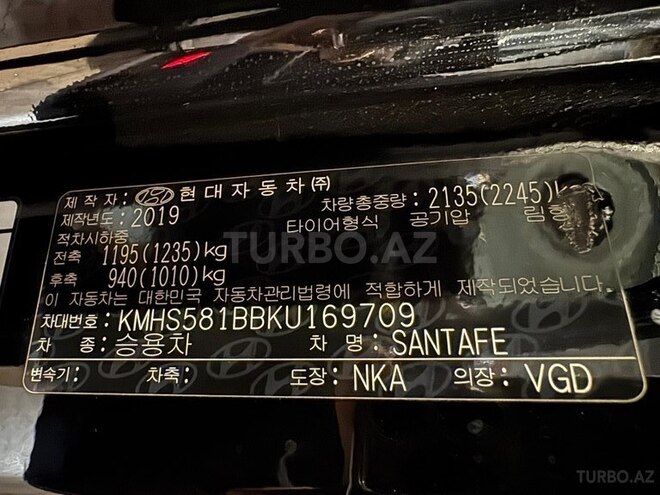 제 작 자: 현대자동차㈜
제작년도: 2019 차량총중량: 2135(2245)
적차시하중 타이어형식 공기압 림형
전축 1195(1235)kg
후축 940(1010)kg
이 자동차는 대한민국 자동차관리법령에 적합하게 제작되었습니다.
차대번호: KMHS581BBKU169709
차 종: 승용차 차 명: SANTAFE
변속기: 차축: 도장: NKA 의장: VGD
TURBO.AZ
TURBO.AZ